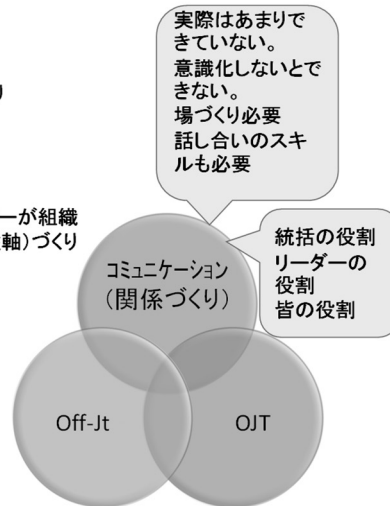 実際はあまりで
きていない。
意識化しないとで
きない。
場づくり必要
話し合いのスキ
ルも必要
り
ーが組織
軸）づくり
統括の役割
リーダーの
役割
皆の役割
コミュニケーション
（関係づくり）
Off-Jt
OJT